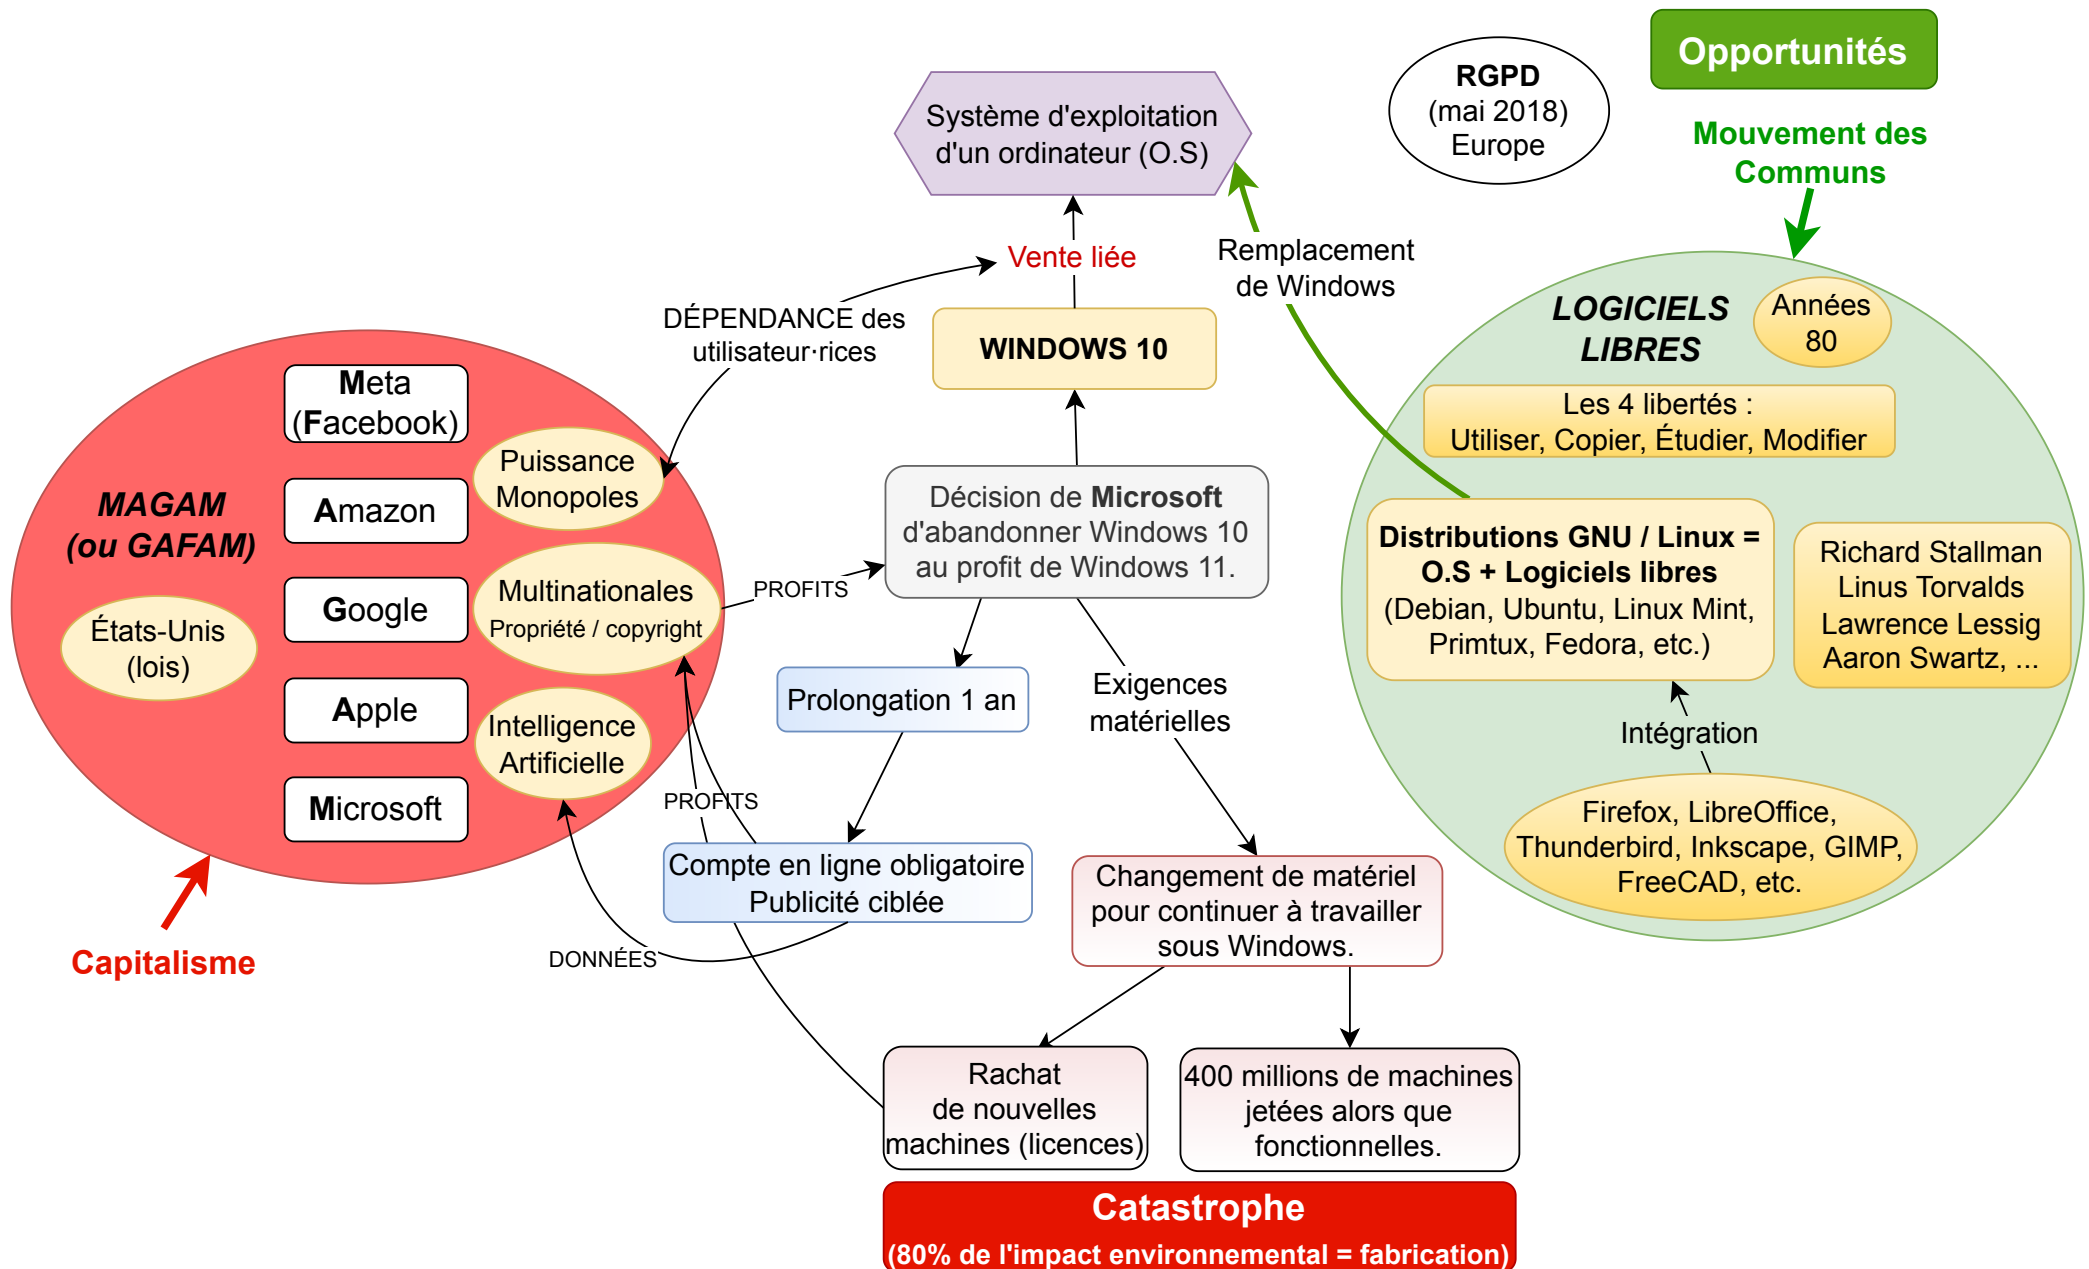 Opportunités
RGPD
(mai 2018)
Europe
Mouvement des
Communs
Système d'exploitation
d'un ordinateur (O.S)
Vente liée
Remplacement
de Windows
DÉPENDANCE des
utilisateur·rices
WINDOWS 10
MAGAM
(ou GAFAM)
Meta
(Facebook)
Amazon
Google
Apple
Microsoft
États-Unis
(lois)
Puissance
Monopoles
Multinationales
Propriété / copyright
Intelligence
Artificielle
Capitalisme
PROFITS
Décision de Microsoft
d'abandonner Windows 10
au profit de Windows 11.
Prolongation 1 an
Exigences
matérielles
PROFITS
Compte en ligne obligatoire
Publicité ciblée
DONNÉES
Changement de matériel
pour continuer à travailler
sous Windows.
Rachat
de nouvelles
machines (licences)
400 millions de machines
jetées alors que
fonctionnelles.
Catastrophe
(80% de l'impact environnemental = fabrication)
LOGICIELS
LIBRES
Années
80
Les 4 libertés :
Utiliser, Copier, Étudier, Modifier
Distributions GNU / Linux =
O.S + Logiciels libres
(Debian, Ubuntu, Linux Mint,
Primtux, Fedora, etc.)
Richard Stallman
Linus Torvalds
Lawrence Lessig
Aaron Swartz, ...
Intégration
Firefox, LibreOffice,
Thunderbird, Inkscape, GIMP,
FreeCAD, etc.